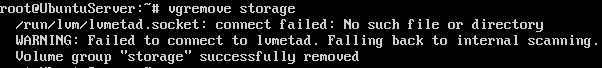 root@UbuntuServer:~# vgremove storage
/run/lvm/lvmetad.socket: connect failed: No such file or directory
WARNING: Failed to connect to lvmetad. Falling back to internal scanning.
Volume group "storage" successfully removed